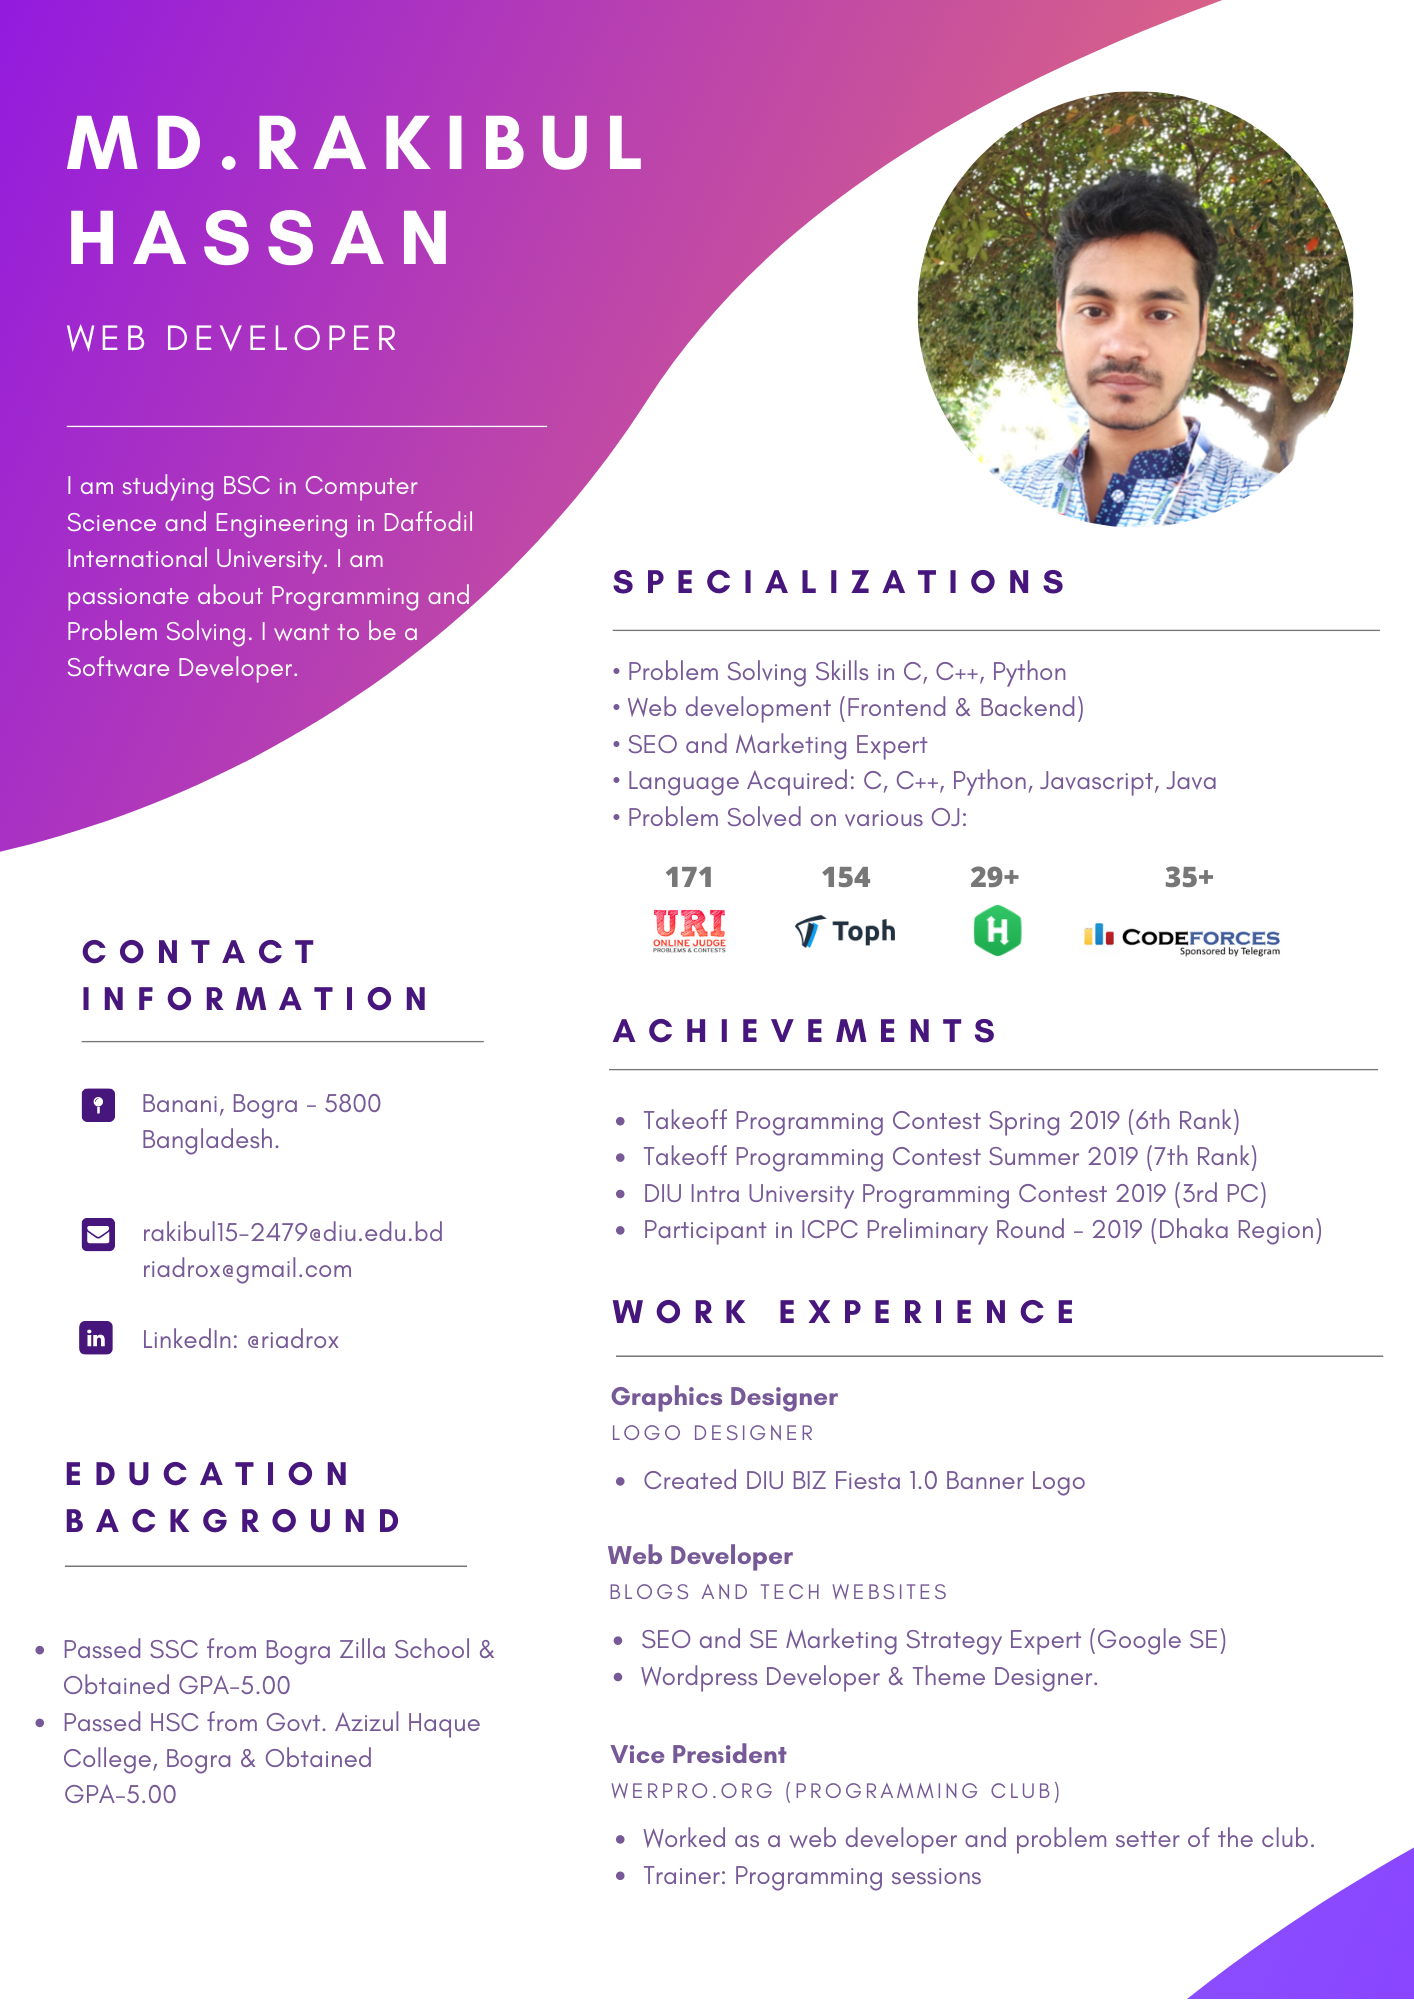 MD.RAKIBUL
HASSAN
WEB DEVELOPER
I am studying BSC in Computer
Science and Engineering in Daffodil
International University. I am
passionate about Programming and
Problem Solving. I want to be a
Software Developer.
CONTACT
INFORMATION
Banani, Bogra - 5800
Bangladesh.
rakibul15-2479@diu.edu.bd
riadrox@gmail.com
in
LinkedIn: @riadrox
EDUCATION
BACKGROUND
• Passed SSC from Bogra Zilla School &
Obtained GPA-5.00
• Passed HSC from Govt. Azizul Haque
College, Bogra & Obtained
GPA-5.00
SPECIALIZATIONS
• Problem Solving Skills in C, C++, Python
• Web development (Frontend & Backend)
• SEO and Marketing Expert
• Language Acquired: C, C++, Python, Javascript, Java
• Problem Solved on various OJ:
171 154 29+ 35+
URI
ONLINE JUDGE
PROBLEMS & CONTESTS
Toph
H
CODEFORCES
Sponsored by Telegram
ACHIEVEMENTS
• Takeoff Programming Contest Spring 2019 (6th Rank)
• Takeoff Programming Contest Summer 2019 (7th Rank)
• DIU Intra University Programming Contest 2019 (3rd PC)
• Participant in ICPC Preliminary Round - 2019 (Dhaka Region)
WORK EXPERIENCE
Graphics Designer
LOGO DESIGNER
• Created DIU BIZ Fiesta 1.0 Banner Logo
Web Developer
BLOGS AND TECH WEBSITES
• SEO and SE Marketing Strategy Expert (Google SE)
• Wordpress Developer & Theme Designer.
Vice President
WERPRO.ORG (PROGRAMMING CLUB)
• Worked as a web developer and problem setter of the club.
• Trainer: Programming sessions